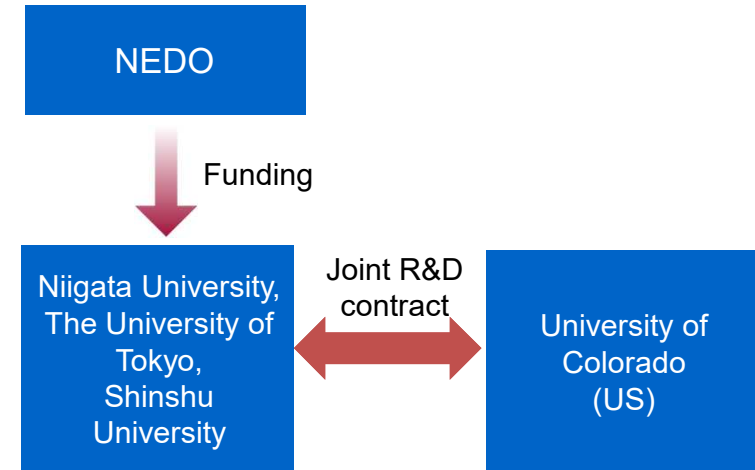 NEDO
Funding
Niigata University,
The University of
Tokyo,
Shinshu
University
Joint R&D
contract
University of
Colorado
(US)